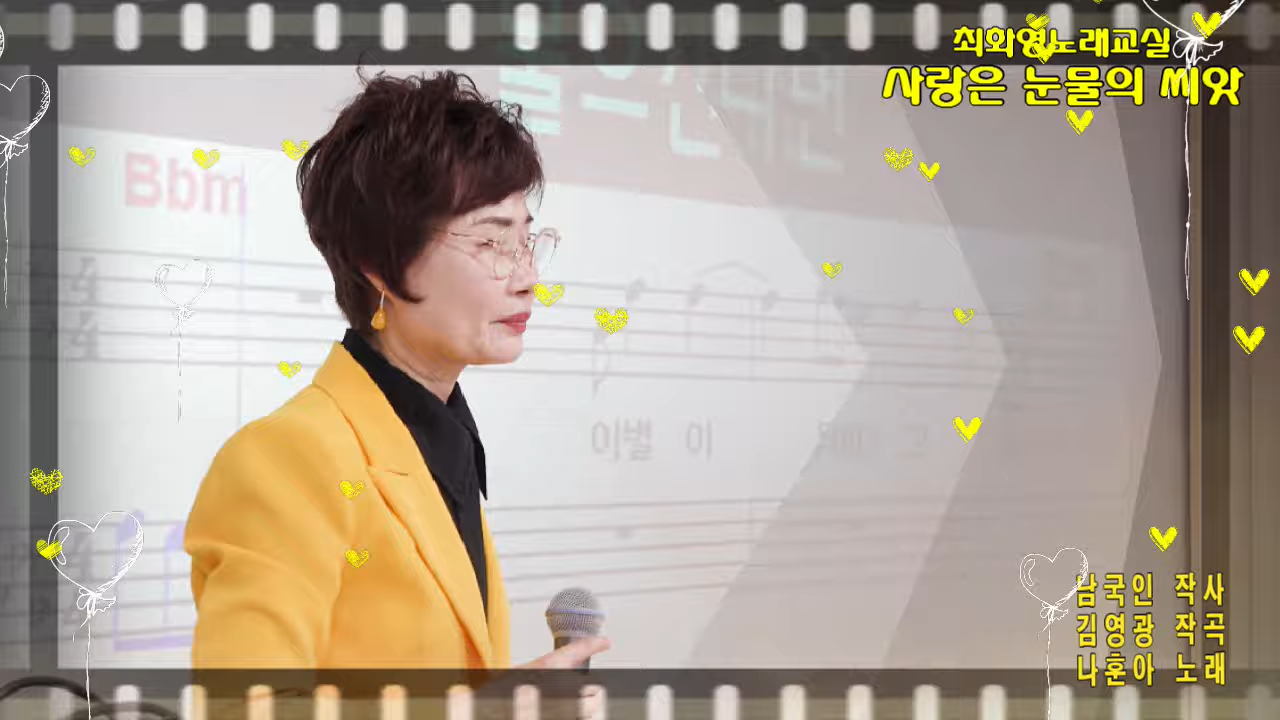 최화영노래교실
사랑은 눈물의 씨앗
Bbm
이별 이
그
남국인 작사
김영광 작곡
나훈아 노래